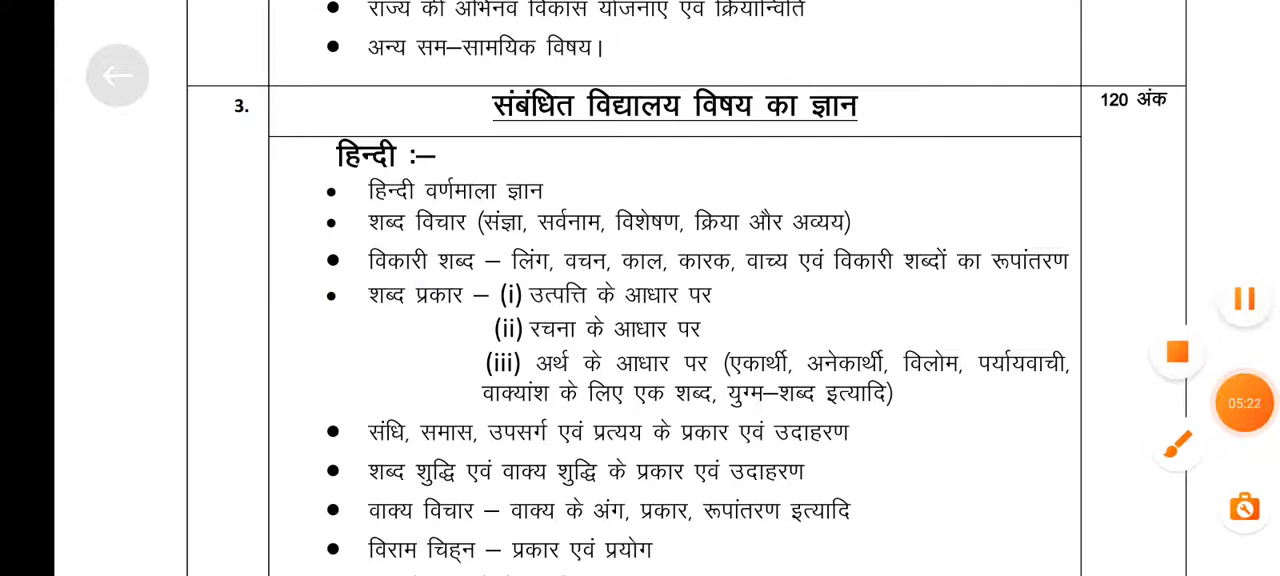 राज्य की अभिनव विकास योजनाएं एवं क्रियान्विति
अन्य सम–सामयिक विषय।
3. संबंधित विद्यालय विषय का ज्ञान 120 अंक
हिन्दी :–
हिन्दी वर्णमाला ज्ञान
शब्द विचार (संज्ञा, सर्वनाम, विशेषण, क्रिया और अव्यय)
विकारी शब्द – लिंग, वचन, काल, कारक, वाच्य एवं विकारी शब्दों का रूपांतरण
शब्द प्रकार – (i) उत्पत्ति के आधार पर
(ii) रचना के आधार पर
(iii) अर्थ के आधार पर (एकार्थी, अनेकार्थी, विलोम, पर्यायवाची,
वाक्यांश के लिए एक शब्द, युग्म–शब्द इत्यादि)
संधि, समास, उपसर्ग एवं प्रत्यय के प्रकार एवं उदाहरण
शब्द शुद्धि एवं वाक्य शुद्धि के प्रकार एवं उदाहरण
वाक्य विचार – वाक्य के अंग, प्रकार, रूपांतरण इत्यादि
विराम चिह्न – प्रकार एवं प्रयोग
05:22